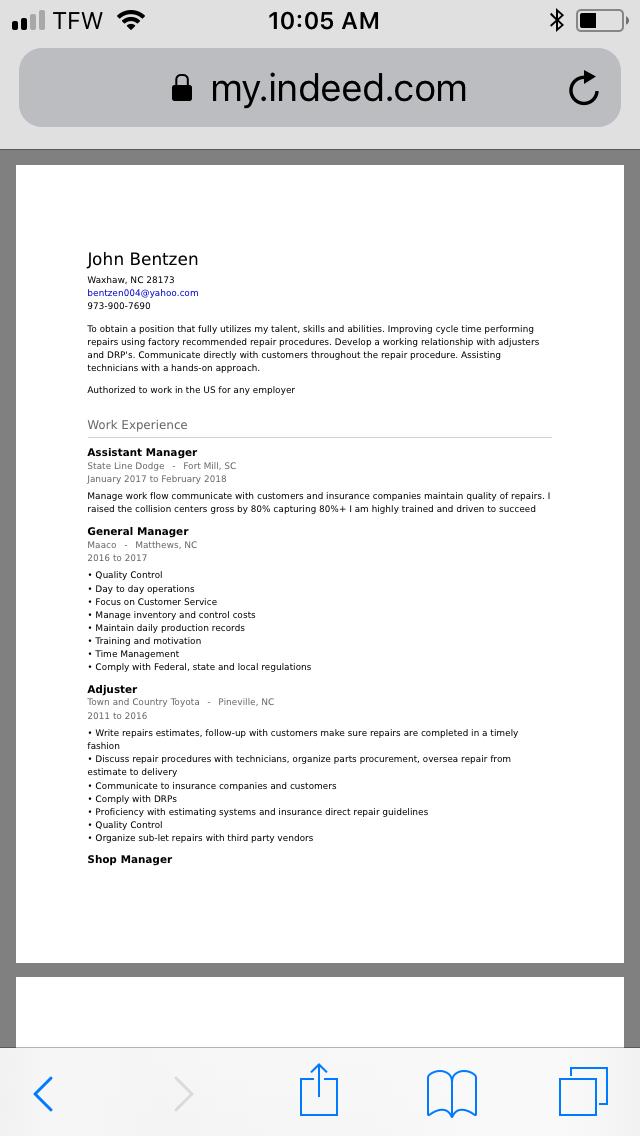 TFW 10:05 AM
my.indeed.com
John Bentzen
Waxhaw, NC 28173
bentzen004@yahoo.com
973-900-7690
To obtain a position that fully utilizes my talent, skills and abilities. Improving cycle time performing
repairs using factory recommended repair procedures. Develop a working relationship with adjusters
and DRP's. Communicate directly with customers throughout the repair procedure. Assisting
technicians with a hands-on approach.
Authorized to work in the US for any employer
Work Experience
Assistant Manager
State Line Dodge - Fort Mill, SC
January 2017 to February 2018
Manage work flow communicate with customers and insurance companies maintain quality of repairs. I
raised the collision centers gross by 80% capturing 80%+ I am highly trained and driven to succeed
General Manager
Maaco - Matthews, NC
2016 to 2017
• Quality Control
• Day to day operations
• Focus on Customer Service
• Manage inventory and control costs
• Maintain daily production records
• Training and motivation
• Time Management
• Comply with Federal, state and local regulations
Adjuster
Town and Country Toyota - Pineville, NC
2011 to 2016
• Write repairs estimates, follow-up with customers make sure repairs are completed in a timely
fashion
• Discuss repair procedures with technicians, organize parts procurement, oversea repair from
estimate to delivery
• Communicate to insurance companies and customers
• Comply with DRPs
• Proficiency with estimating systems and insurance direct repair guidelines
• Quality Control
• Organize sub-let repairs with third party vendors
Shop Manager